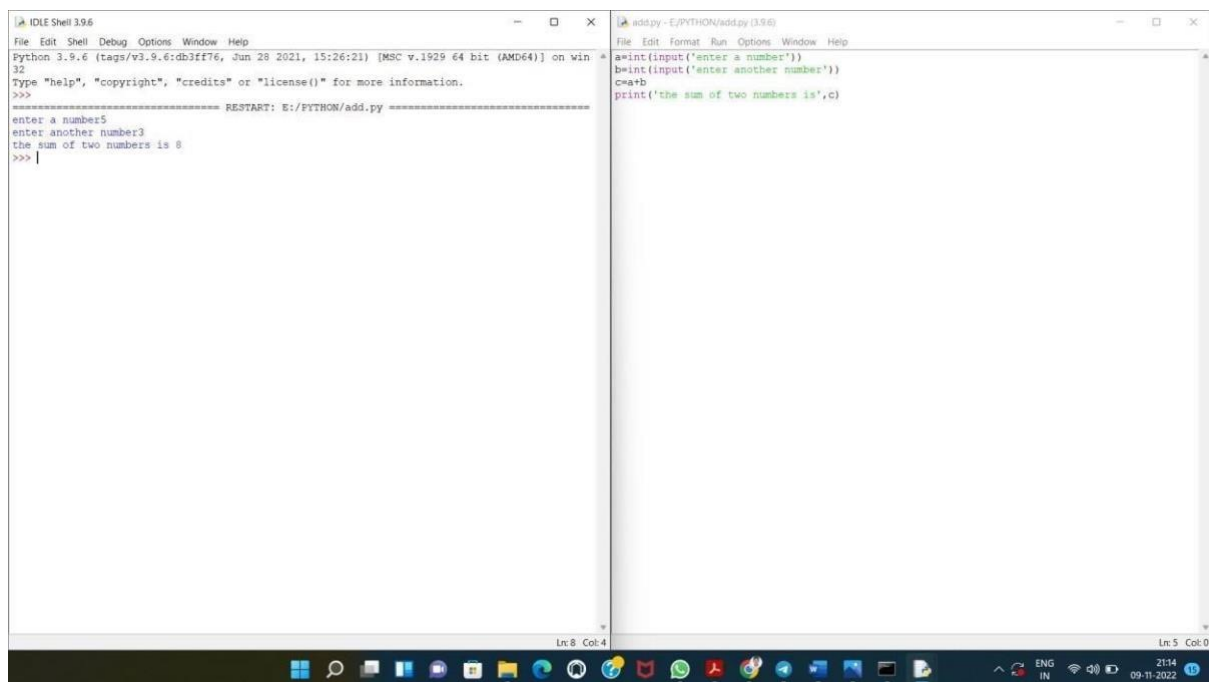 IDLE Shell 3.9.6
File Edit Shell Debug Options Window Help
Python 3.9.6 (tags/v3.9.6:db3ff76, Jun 28 2021, 15:26:21) [MSC v.1929 64 bit (AMD64)] on win
32
Type "help", "copyright", "credits" or "license()" for more information.
>>>
================================ RESTART: E:/PYTHON/add.py ===============================
enter a number5
enter another number3
the sum of two numbers is 8
>>>
Ln: 8 Col: 4
add.py - E:/PYTHON/add.py (3.9.6)
File Edit Format Run Options Window Help
a=int(input('enter a number'))
b=int(input('enter another number'))
c=a+b
print('the sum of two numbers is',c)
Ln: 5 Col: 0
ENG
IN
21:14
09-11-2022
15